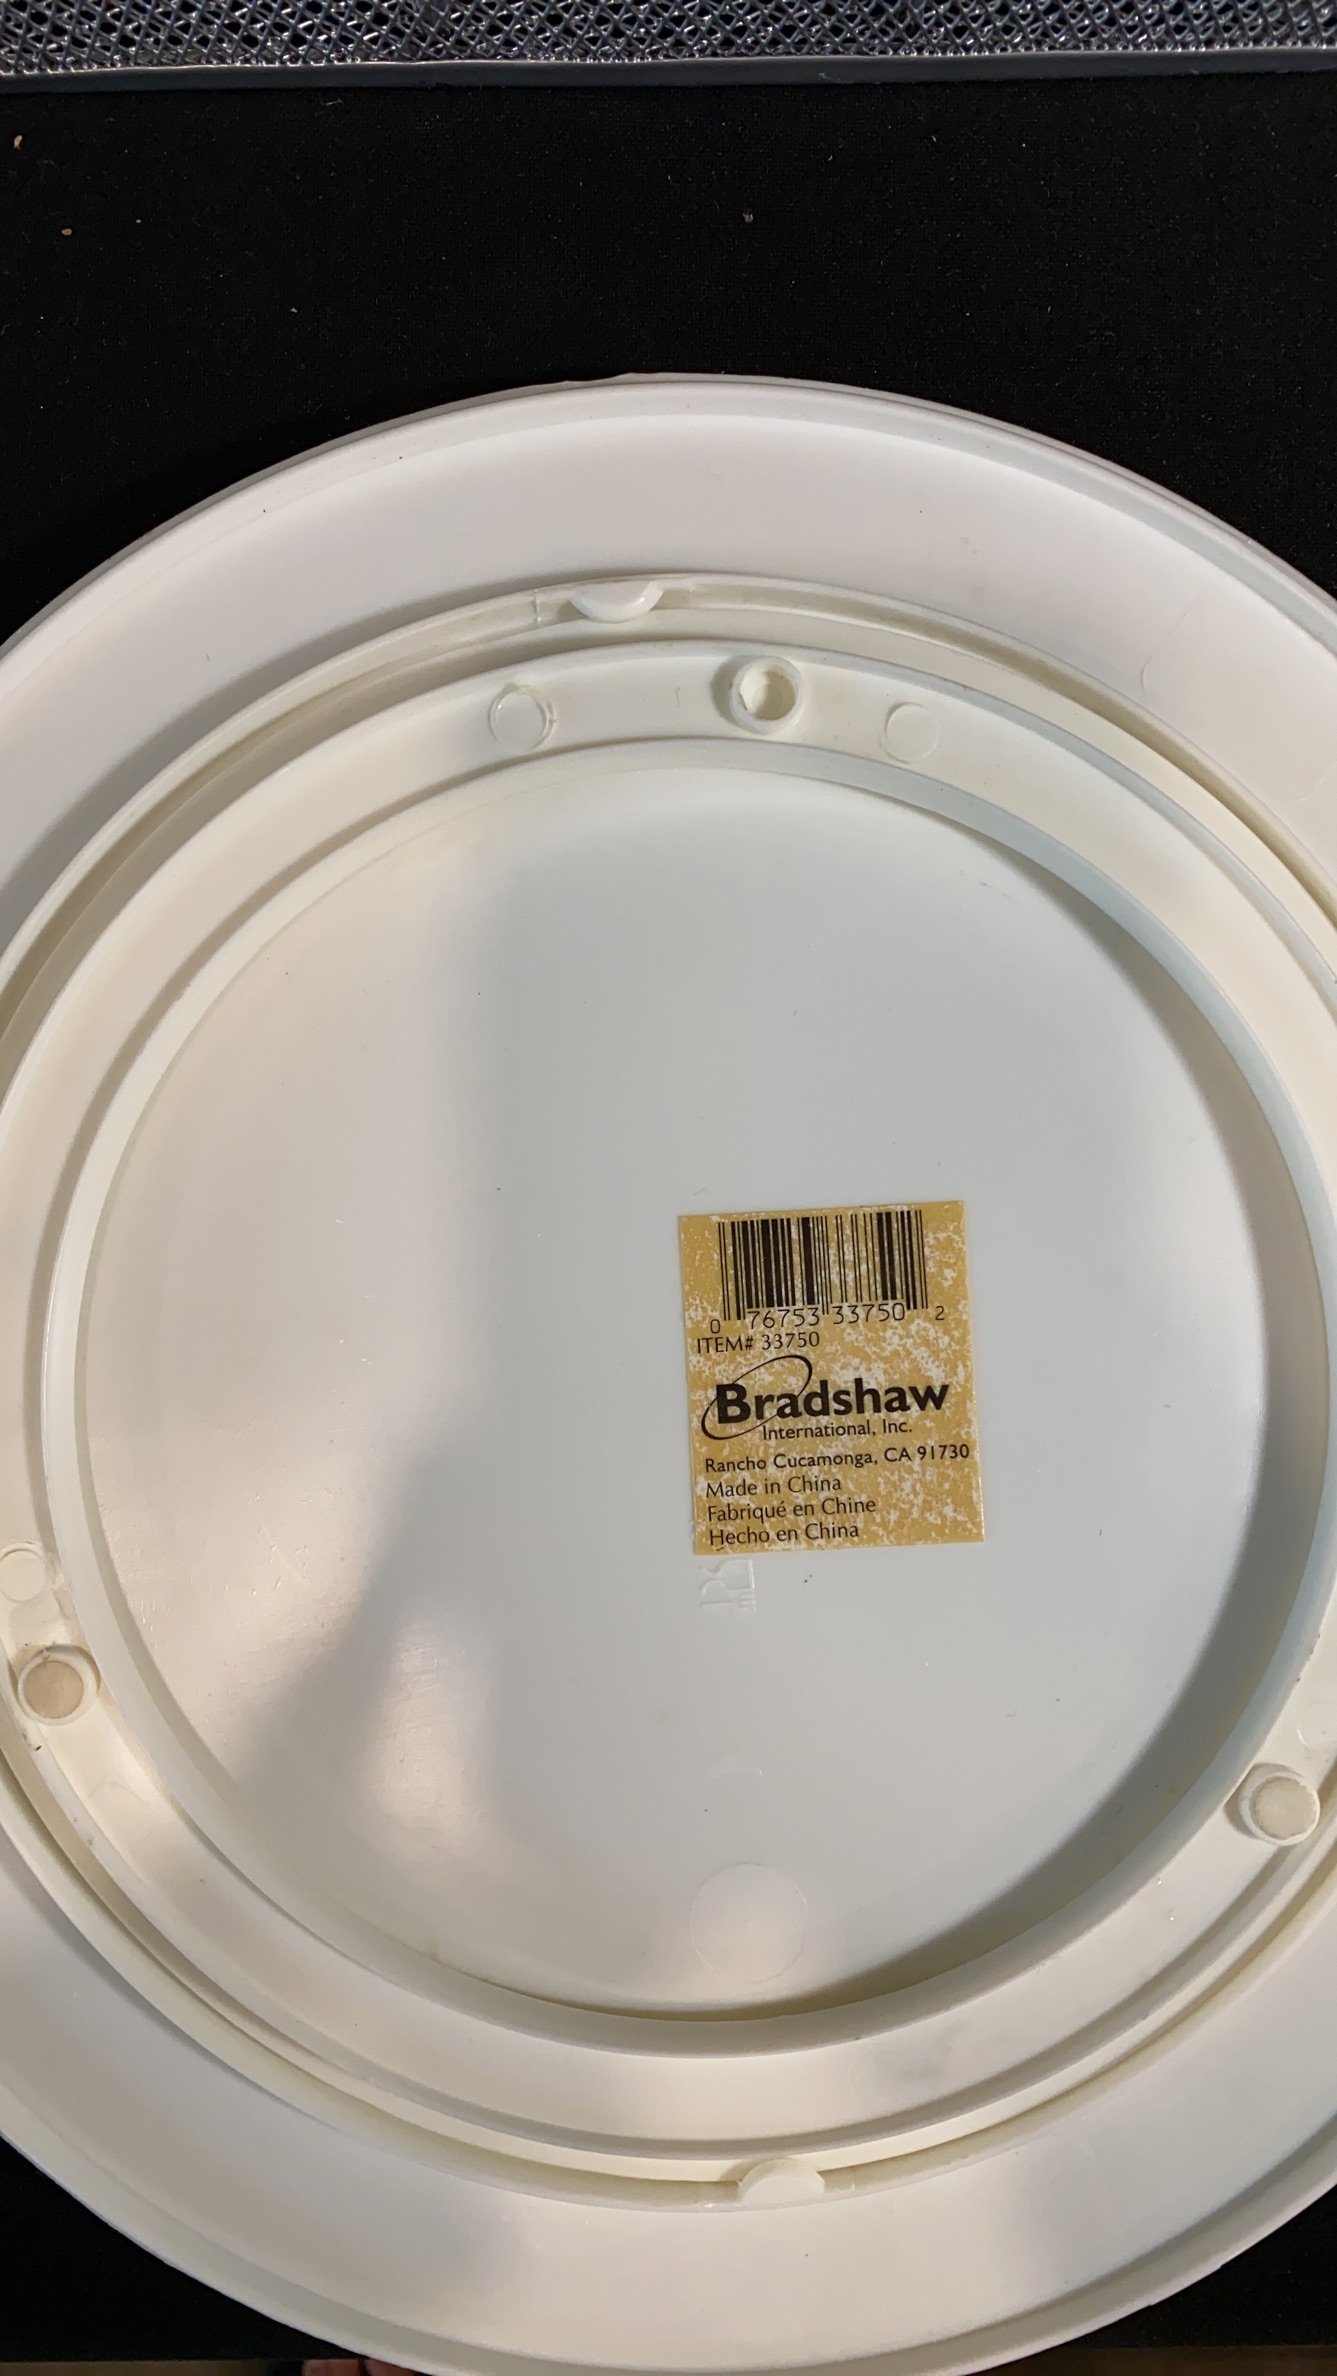 0 76753 33750 2
ITEM# 33750
Bradshaw
International, Inc.
Rancho Cucamonga, CA 91730
Made in China
Fabriqué en Chine
Hecho en China